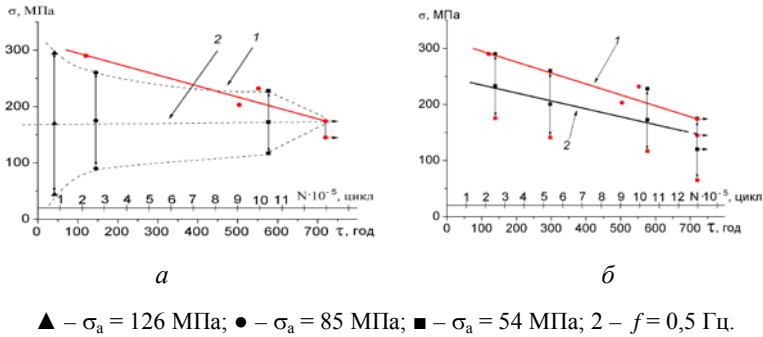 σ, МПа
σ, МПа
300
200
100
0
2
1
1 2 3 4 5 6 7 8 9 10 11 N·10⁻⁵, цикл
0 100 200 300 400 500 600 700 τ, год
300
200
100
0
1
2
1 2 3 4 5 6 7 8 9 10 11 12 N·10⁻⁵, цикл
0 100 200 300 400 500 600 700 τ, год
а
б
▲ – σa = 126 МПа; ● – σa = 85 МПа; ■ – σa = 54 МПа; 2 – f = 0,5 Гц.